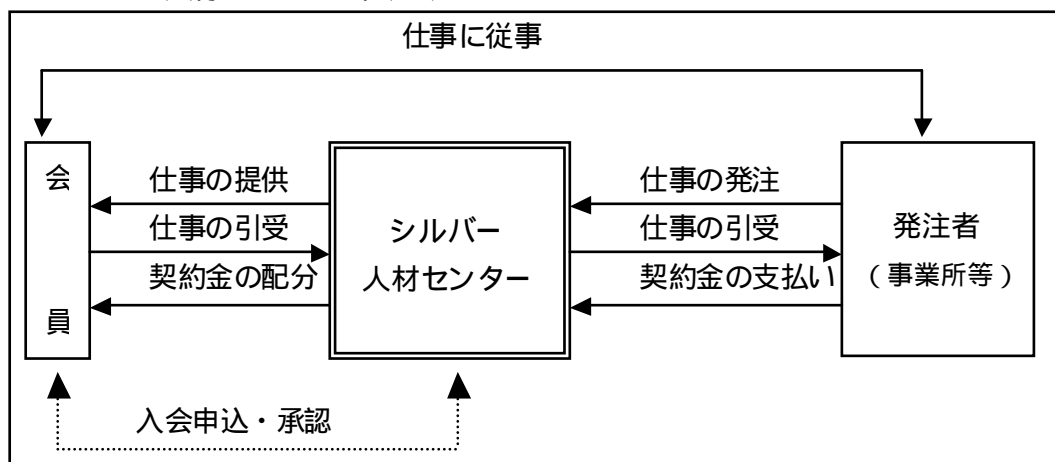 仕事に従事
会
員
仕事の提供
仕事の引受
契約金の配分
シルバー
人材センター
仕事の発注
仕事の引受
契約金の支払い
発注者
(事業所等)
入会申込・承認